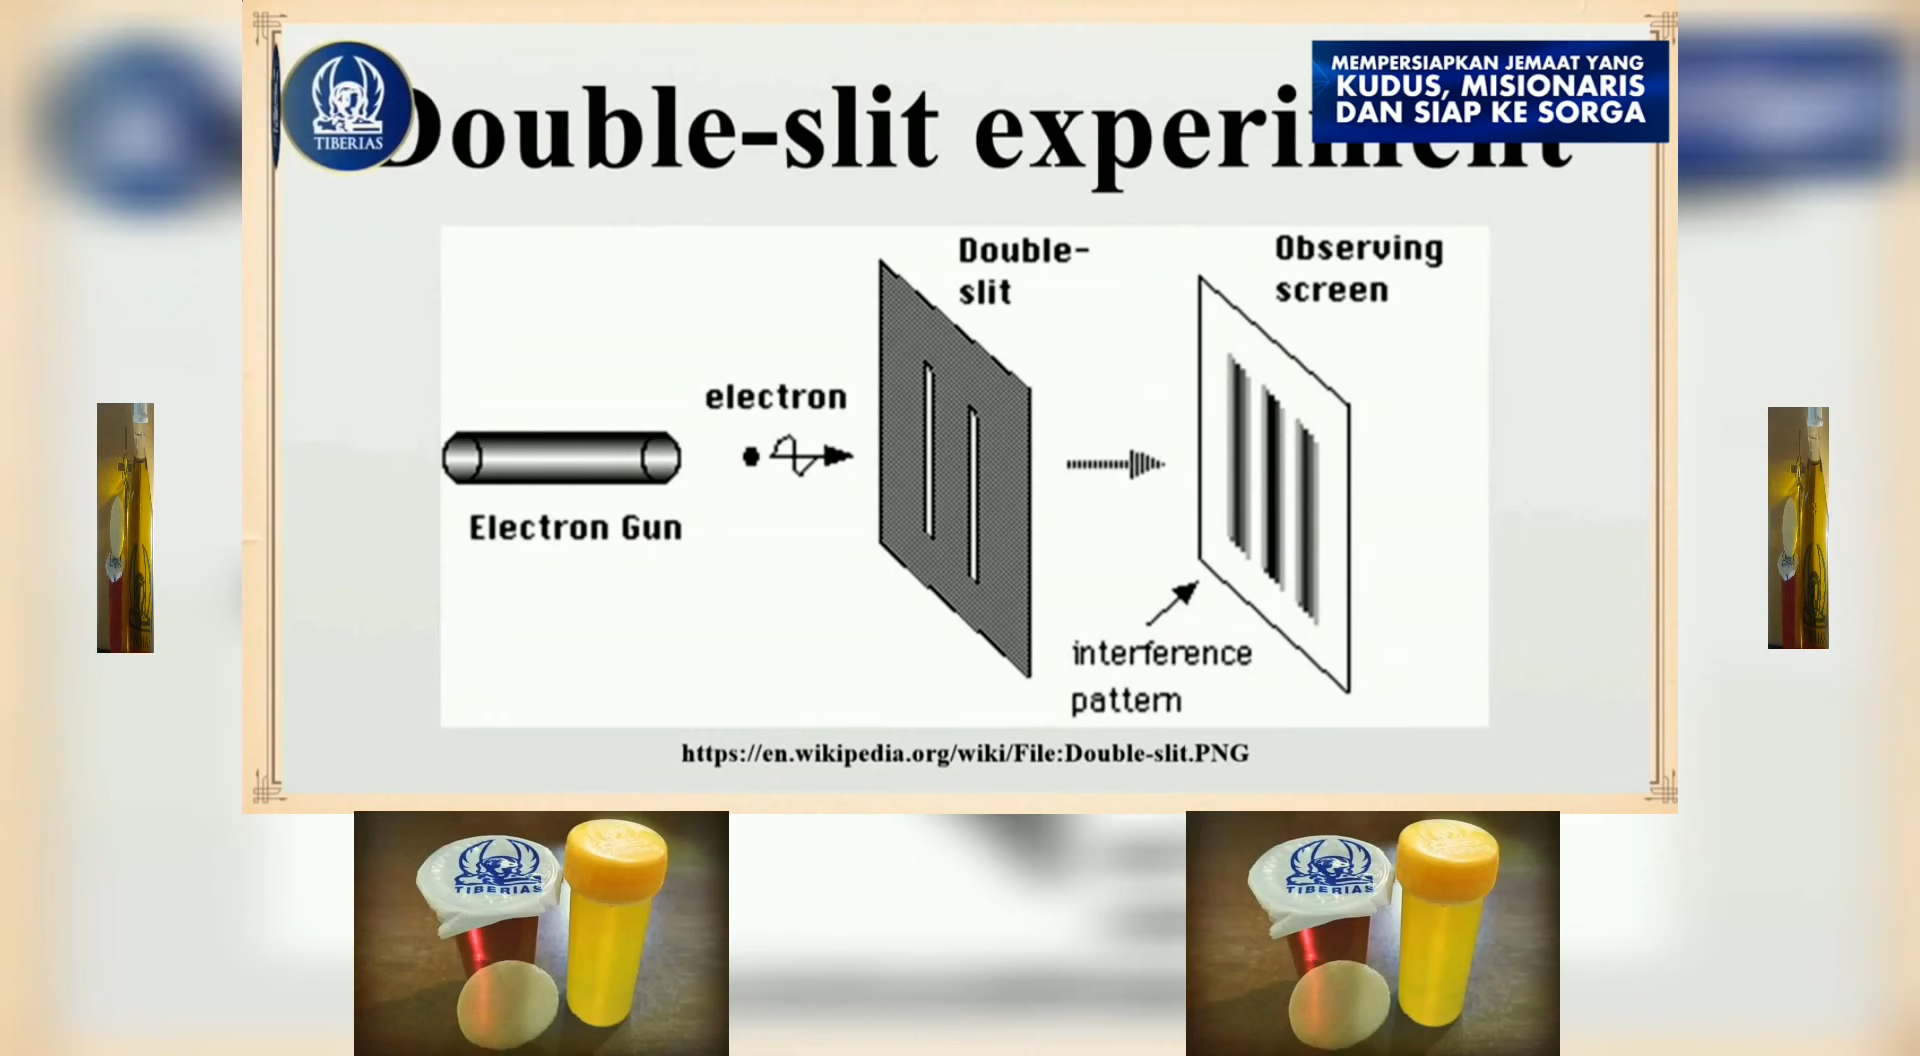 Double-slit experiment
TIBERIAS
MEMPERSIAPKAN JEMAAT YANG
KUDUS, MISIONARIS
DAN SIAP KE SORGA
Double-
slit
Observing
screen
electron
Electron Gun
interference
pattern
https://en.wikipedia.org/wiki/File:Double-slit.PNG
TIBERIAS
TIBERIAS